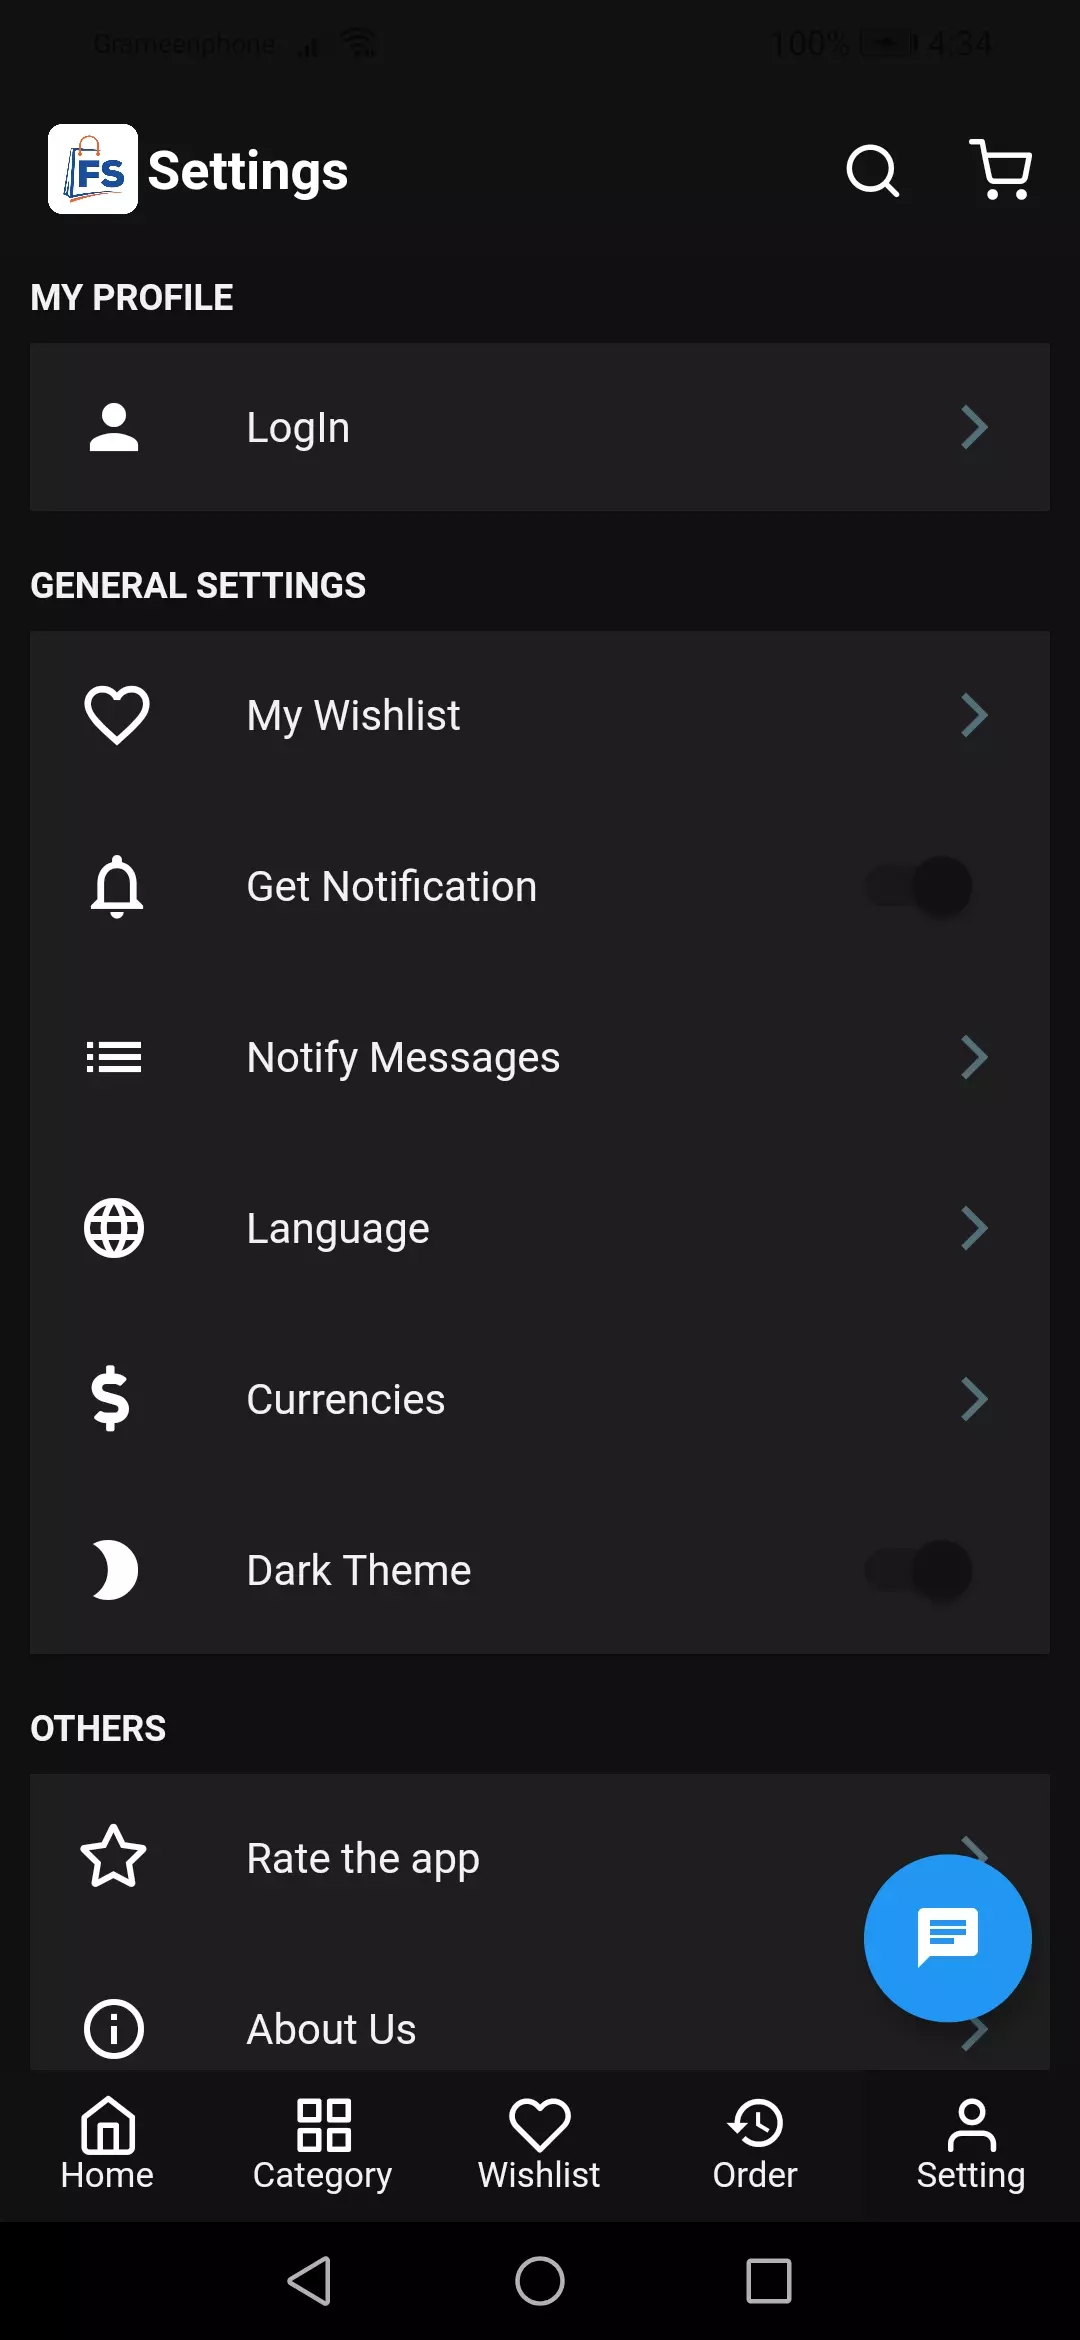 Grameenphone 100% 4:34
FS Settings
MY PROFILE
LogIn
GENERAL SETTINGS
My Wishlist
Get Notification
Notify Messages
Language
Currencies
Dark Theme
OTHERS
Rate the app
About Us
Home Category Wishlist Order Setting